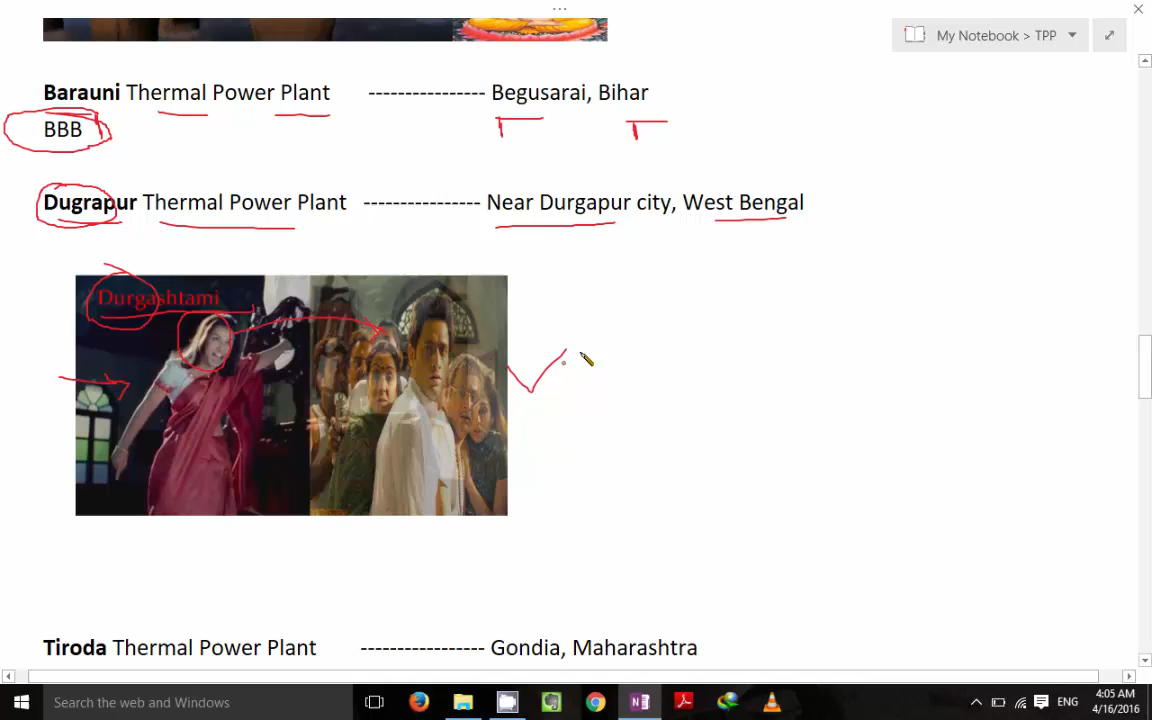 My Notebook > TPP
Barauni Thermal Power Plant ---------------- Begusarai, Bihar
BBB
Dugrapur Thermal Power Plant ---------------- Near Durgapur city, West Bengal
Durgashtami
Tiroda Thermal Power Plant ----------------- Gondia, Maharashtra
Search the web and Windows
ENG
4:05 AM
4/16/2016